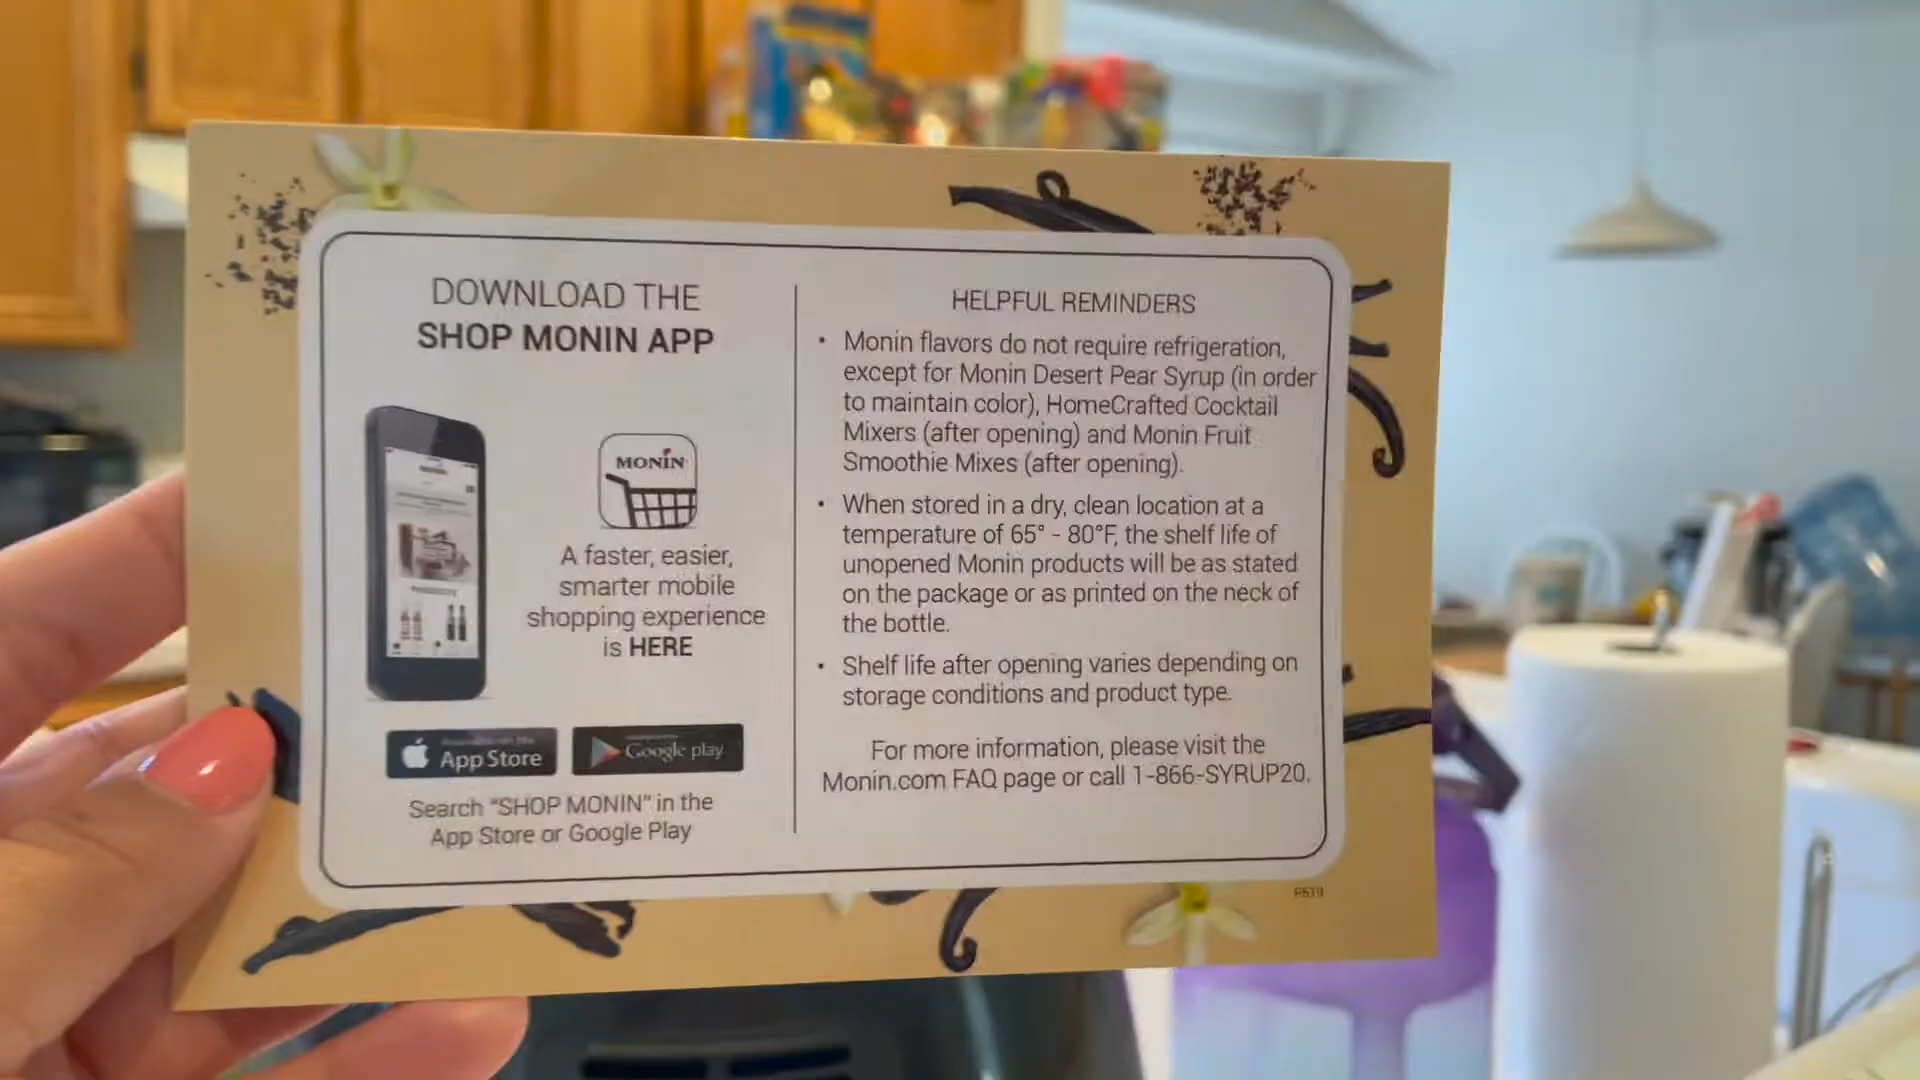 DOWNLOAD THE
SHOP MONIN APP
MONIN
A faster, easier,
smarter mobile
shopping experience
is HERE
App Store
Google play
Search "SHOP MONIN" in the
App Store or Google Play
HELPFUL REMINDERS
• Monin flavors do not require refrigeration,
except for Monin Desert Pear Syrup (in order
to maintain color), HomeCrafted Cocktail
Mixers (after opening) and Monin Fruit
Smoothie Mixes (after opening).
• When stored in a dry, clean location at a
temperature of 65° - 80°F, the shelf life of
unopened Monin products will be as stated
on the package or as printed on the neck of
the bottle.
• Shelf life after opening varies depending on
storage conditions and product type.
For more information, please visit the
Monin.com FAQ page or call 1-866-SYRUP20.